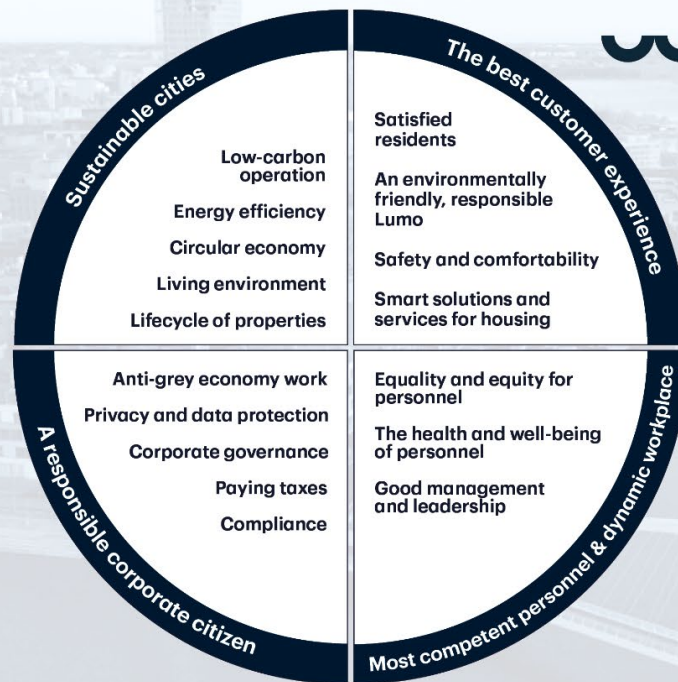 Sustainable cities
Low-carbon
operation
Energy efficiency
Circular economy
Living environment
Lifecycle of properties
The best customer experience
Satisfied
residents
An environmentally
friendly, responsible
Lumo
Safety and comfortability
Smart solutions and
services for housing
A responsible corporate citizen
Anti-grey economy work
Privacy and data protection
Corporate governance
Paying taxes
Compliance
Most competent personnel & dynamic workplace
Equality and equity for
personnel
The health and well-being
of personnel
Good management
and leadership